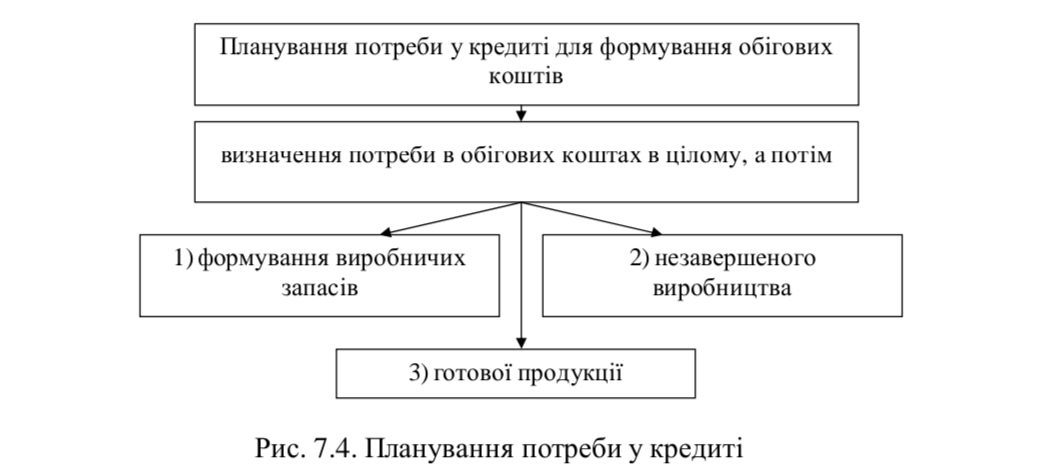 Планування потреби у кредиті для формування обігових
коштів
визначення потреби в обігових коштах в цілому, а потім
1) формування виробничих
запасів
2) незавершеного
виробництва
3) готової продукції
Рис. 7.4. Планування потреби у кредиті